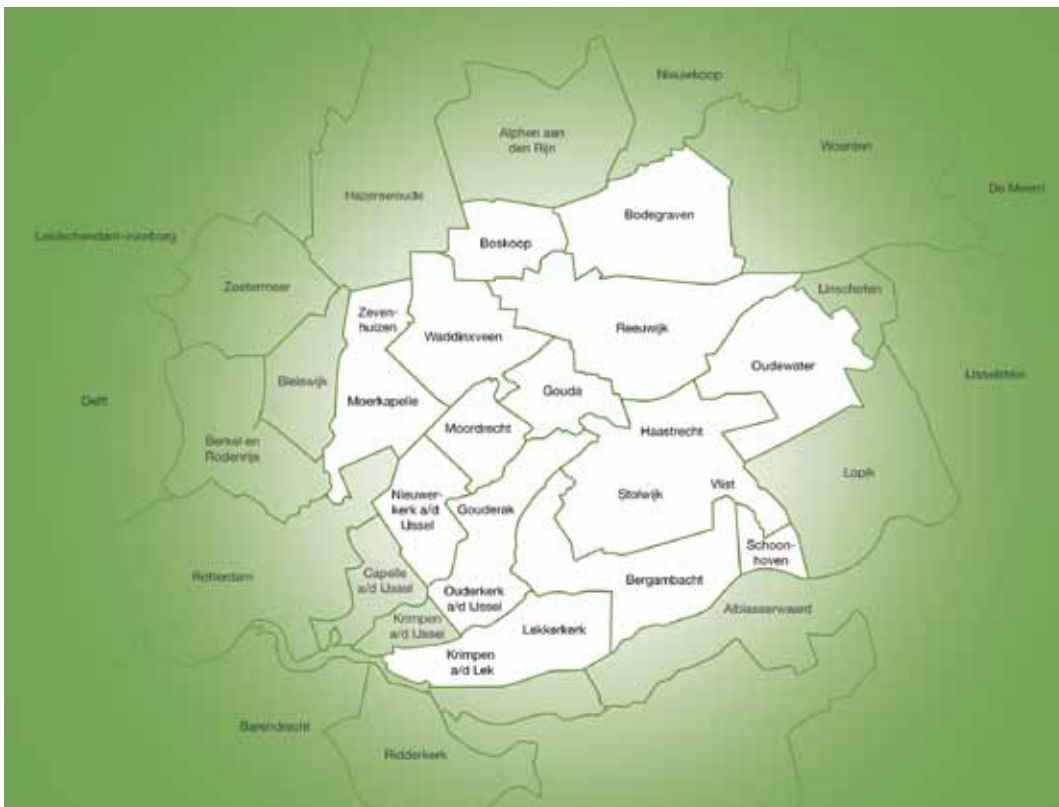 Nieuwkoop
Alphen aan
den Rijn
Woerden
De Meern
Hazerswoude
Bodegraven
Leidschendam-voorburg
Boskoop
Zoetermeer
Linschoten
Zeven-
huizen
Waddinxveen
Reeuwijk
Oudewater
IJsselstein
Bleiswijk
Gouda
Delft
Moerkapelle
Moordrecht
Haastrecht
Berkel en
Rodenrijs
Lopik
Nieuwer-
kerk a/d
IJssel
Gouderak
Stolwijk
Vlist
Schoon-
hoven
Rotterdam
Capelle
a/d IJssel
Ouderkerk
a/d IJssel
Bergambacht
Alblasserwaard
Krimpen
a/d IJssel
Lekkerkerk
Krimpen
a/d Lek
Barendrecht
Ridderkerk